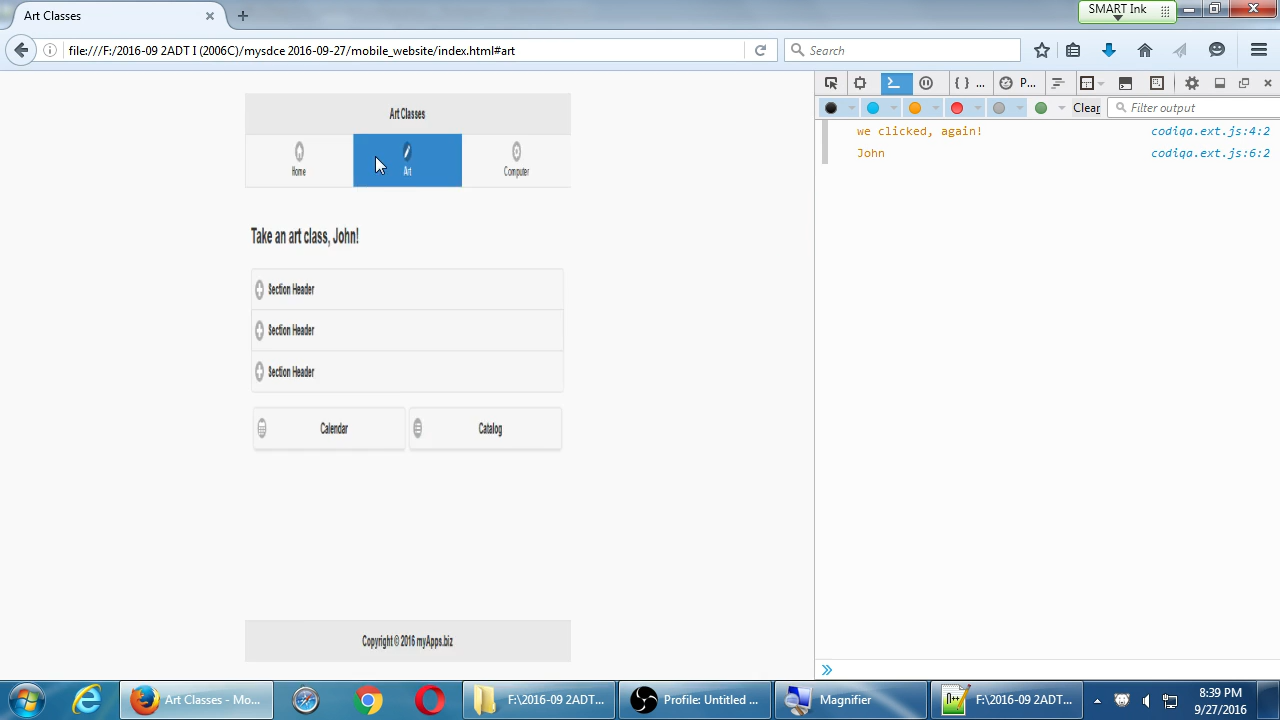 Art Classes
SMART Ink
file:///F:/2016-09 2ADT I (2006C)/mysdce 2016-09-27/mobile_website/index.html#art
Search
{ } ...
P...
Clear
Filter output
we clicked, again! codiqa.ext.js:4:2
John codiqa.ext.js:6:2
Art Classes
Home Art Computer
Take an art class, John!
Section Header
Section Header
Section Header
Calendar Catalog
Copyright © 2016 myApps.biz
Art Classes - Mo...
F:\2016-09 2ADT...
Profile: Untitled ...
Magnifier
F:\2016-09 2ADT...
8:39 PM
9/27/2016